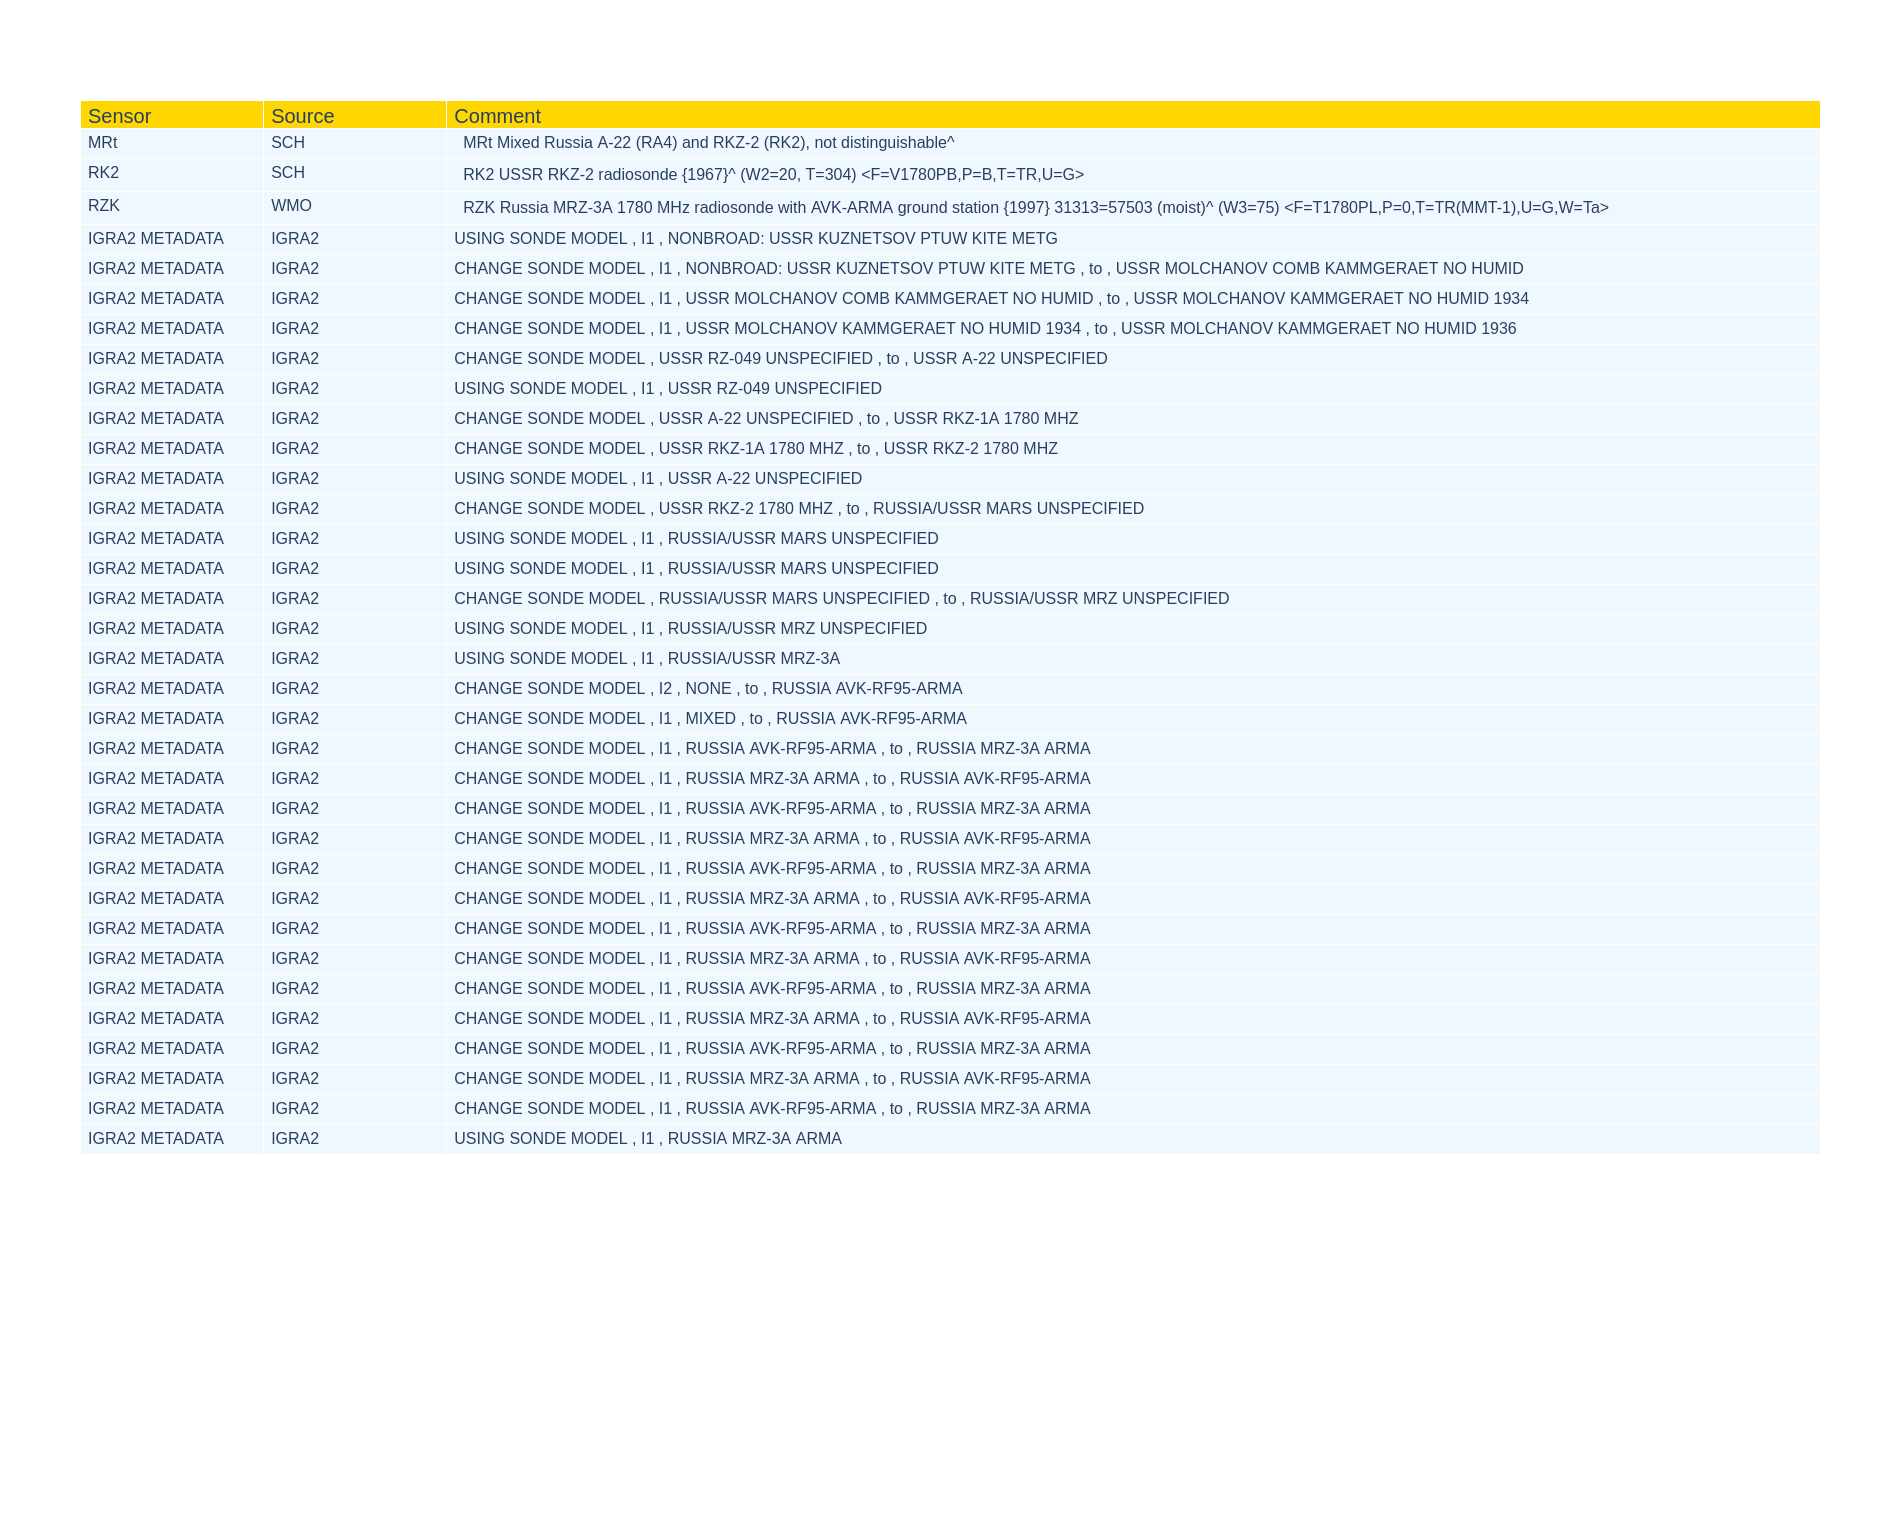 Sensor Source Comment
MRt SCH MRt Mixed Russia A-22 (RA4) and RKZ-2 (RK2), not distinguishable^
RK2 SCH RK2 USSR RKZ-2 radiosonde {1967}^ (W2=20, T=304) <F=V1780PB,P=B,T=TR,U=G>
RZK WMO RZK Russia MRZ-3A 1780 MHz radiosonde with AVK-ARMA ground station {1997} 31313=57503 (moist)^ (W3=75) <F=T1780PL,P=0,T=TR(MMT-1),U=G,W=Ta>
IGRA2 METADATA IGRA2 USING SONDE MODEL , I1 , NONBROAD: USSR KUZNETSOV PTUW KITE METG
IGRA2 METADATA IGRA2 CHANGE SONDE MODEL , I1 , NONBROAD: USSR KUZNETSOV PTUW KITE METG , to , USSR MOLCHANOV COMB KAMMGERAET NO HUMID
IGRA2 METADATA IGRA2 CHANGE SONDE MODEL , I1 , USSR MOLCHANOV COMB KAMMGERAET NO HUMID , to , USSR MOLCHANOV KAMMGERAET NO HUMID 1934
IGRA2 METADATA IGRA2 CHANGE SONDE MODEL , I1 , USSR MOLCHANOV KAMMGERAET NO HUMID 1934 , to , USSR MOLCHANOV KAMMGERAET NO HUMID 1936
IGRA2 METADATA IGRA2 CHANGE SONDE MODEL , USSR RZ-049 UNSPECIFIED , to , USSR A-22 UNSPECIFIED
IGRA2 METADATA IGRA2 USING SONDE MODEL , I1 , USSR RZ-049 UNSPECIFIED
IGRA2 METADATA IGRA2 CHANGE SONDE MODEL , USSR A-22 UNSPECIFIED , to , USSR RKZ-1A 1780 MHZ
IGRA2 METADATA IGRA2 CHANGE SONDE MODEL , USSR RKZ-1A 1780 MHZ , to , USSR RKZ-2 1780 MHZ
IGRA2 METADATA IGRA2 USING SONDE MODEL , I1 , USSR A-22 UNSPECIFIED
IGRA2 METADATA IGRA2 CHANGE SONDE MODEL , USSR RKZ-2 1780 MHZ , to , RUSSIA/USSR MARS UNSPECIFIED
IGRA2 METADATA IGRA2 USING SONDE MODEL , I1 , RUSSIA/USSR MARS UNSPECIFIED
IGRA2 METADATA IGRA2 USING SONDE MODEL , I1 , RUSSIA/USSR MARS UNSPECIFIED
IGRA2 METADATA IGRA2 CHANGE SONDE MODEL , RUSSIA/USSR MARS UNSPECIFIED , to , RUSSIA/USSR MRZ UNSPECIFIED
IGRA2 METADATA IGRA2 USING SONDE MODEL , I1 , RUSSIA/USSR MRZ UNSPECIFIED
IGRA2 METADATA IGRA2 USING SONDE MODEL , I1 , RUSSIA/USSR MRZ-3A
IGRA2 METADATA IGRA2 CHANGE SONDE MODEL , I2 , NONE , to , RUSSIA AVK-RF95-ARMA
IGRA2 METADATA IGRA2 CHANGE SONDE MODEL , I1 , MIXED , to , RUSSIA AVK-RF95-ARMA
IGRA2 METADATA IGRA2 CHANGE SONDE MODEL , I1 , RUSSIA AVK-RF95-ARMA , to , RUSSIA MRZ-3A ARMA
IGRA2 METADATA IGRA2 CHANGE SONDE MODEL , I1 , RUSSIA MRZ-3A ARMA , to , RUSSIA AVK-RF95-ARMA
IGRA2 METADATA IGRA2 CHANGE SONDE MODEL , I1 , RUSSIA AVK-RF95-ARMA , to , RUSSIA MRZ-3A ARMA
IGRA2 METADATA IGRA2 CHANGE SONDE MODEL , I1 , RUSSIA MRZ-3A ARMA , to , RUSSIA AVK-RF95-ARMA
IGRA2 METADATA IGRA2 CHANGE SONDE MODEL , I1 , RUSSIA AVK-RF95-ARMA , to , RUSSIA MRZ-3A ARMA
IGRA2 METADATA IGRA2 CHANGE SONDE MODEL , I1 , RUSSIA MRZ-3A ARMA , to , RUSSIA AVK-RF95-ARMA
IGRA2 METADATA IGRA2 CHANGE SONDE MODEL , I1 , RUSSIA AVK-RF95-ARMA , to , RUSSIA MRZ-3A ARMA
IGRA2 METADATA IGRA2 CHANGE SONDE MODEL , I1 , RUSSIA MRZ-3A ARMA , to , RUSSIA AVK-RF95-ARMA
IGRA2 METADATA IGRA2 CHANGE SONDE MODEL , I1 , RUSSIA AVK-RF95-ARMA , to , RUSSIA MRZ-3A ARMA
IGRA2 METADATA IGRA2 CHANGE SONDE MODEL , I1 , RUSSIA MRZ-3A ARMA , to , RUSSIA AVK-RF95-ARMA
IGRA2 METADATA IGRA2 CHANGE SONDE MODEL , I1 , RUSSIA AVK-RF95-ARMA , to , RUSSIA MRZ-3A ARMA
IGRA2 METADATA IGRA2 CHANGE SONDE MODEL , I1 , RUSSIA MRZ-3A ARMA , to , RUSSIA AVK-RF95-ARMA
IGRA2 METADATA IGRA2 CHANGE SONDE MODEL , I1 , RUSSIA AVK-RF95-ARMA , to , RUSSIA MRZ-3A ARMA
IGRA2 METADATA IGRA2 USING SONDE MODEL , I1 , RUSSIA MRZ-3A ARMA